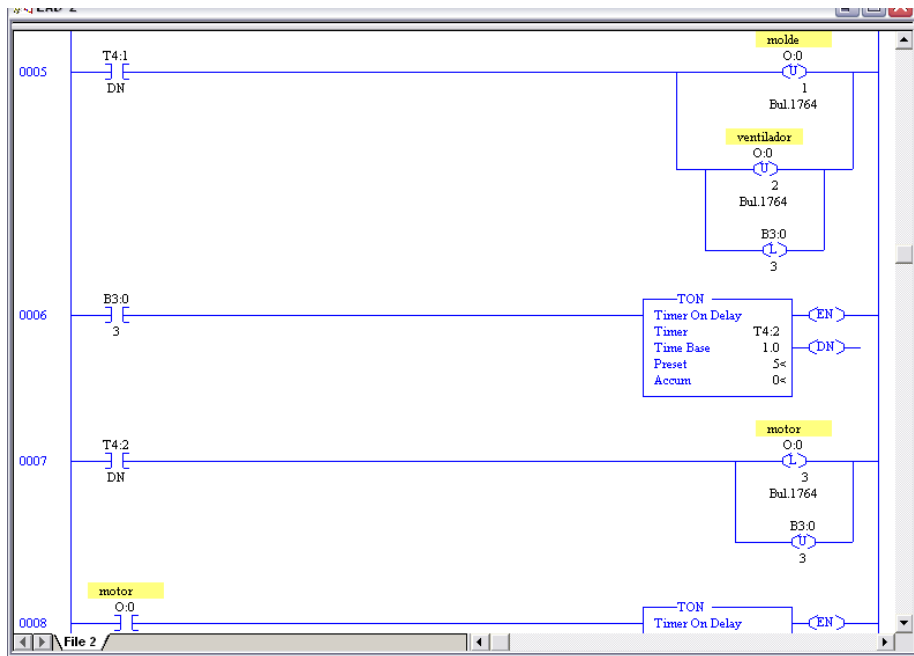 LAD 2
molde
T4:1 O:0
0005 U
DN 1
Bul.1764
ventilador
O:0
U
2
Bul.1764
B3:0
L
3
B3:0 TON
0006 Timer On Delay EN
3 Timer T4:2
Time Base 1.0 DN
Preset 5<
Accum 0<
motor
T4:2 O:0
0007 L
DN 3
Bul.1764
B3:0
U
3
motor
O:0 TON
0008 Timer On Delay EN
File 2